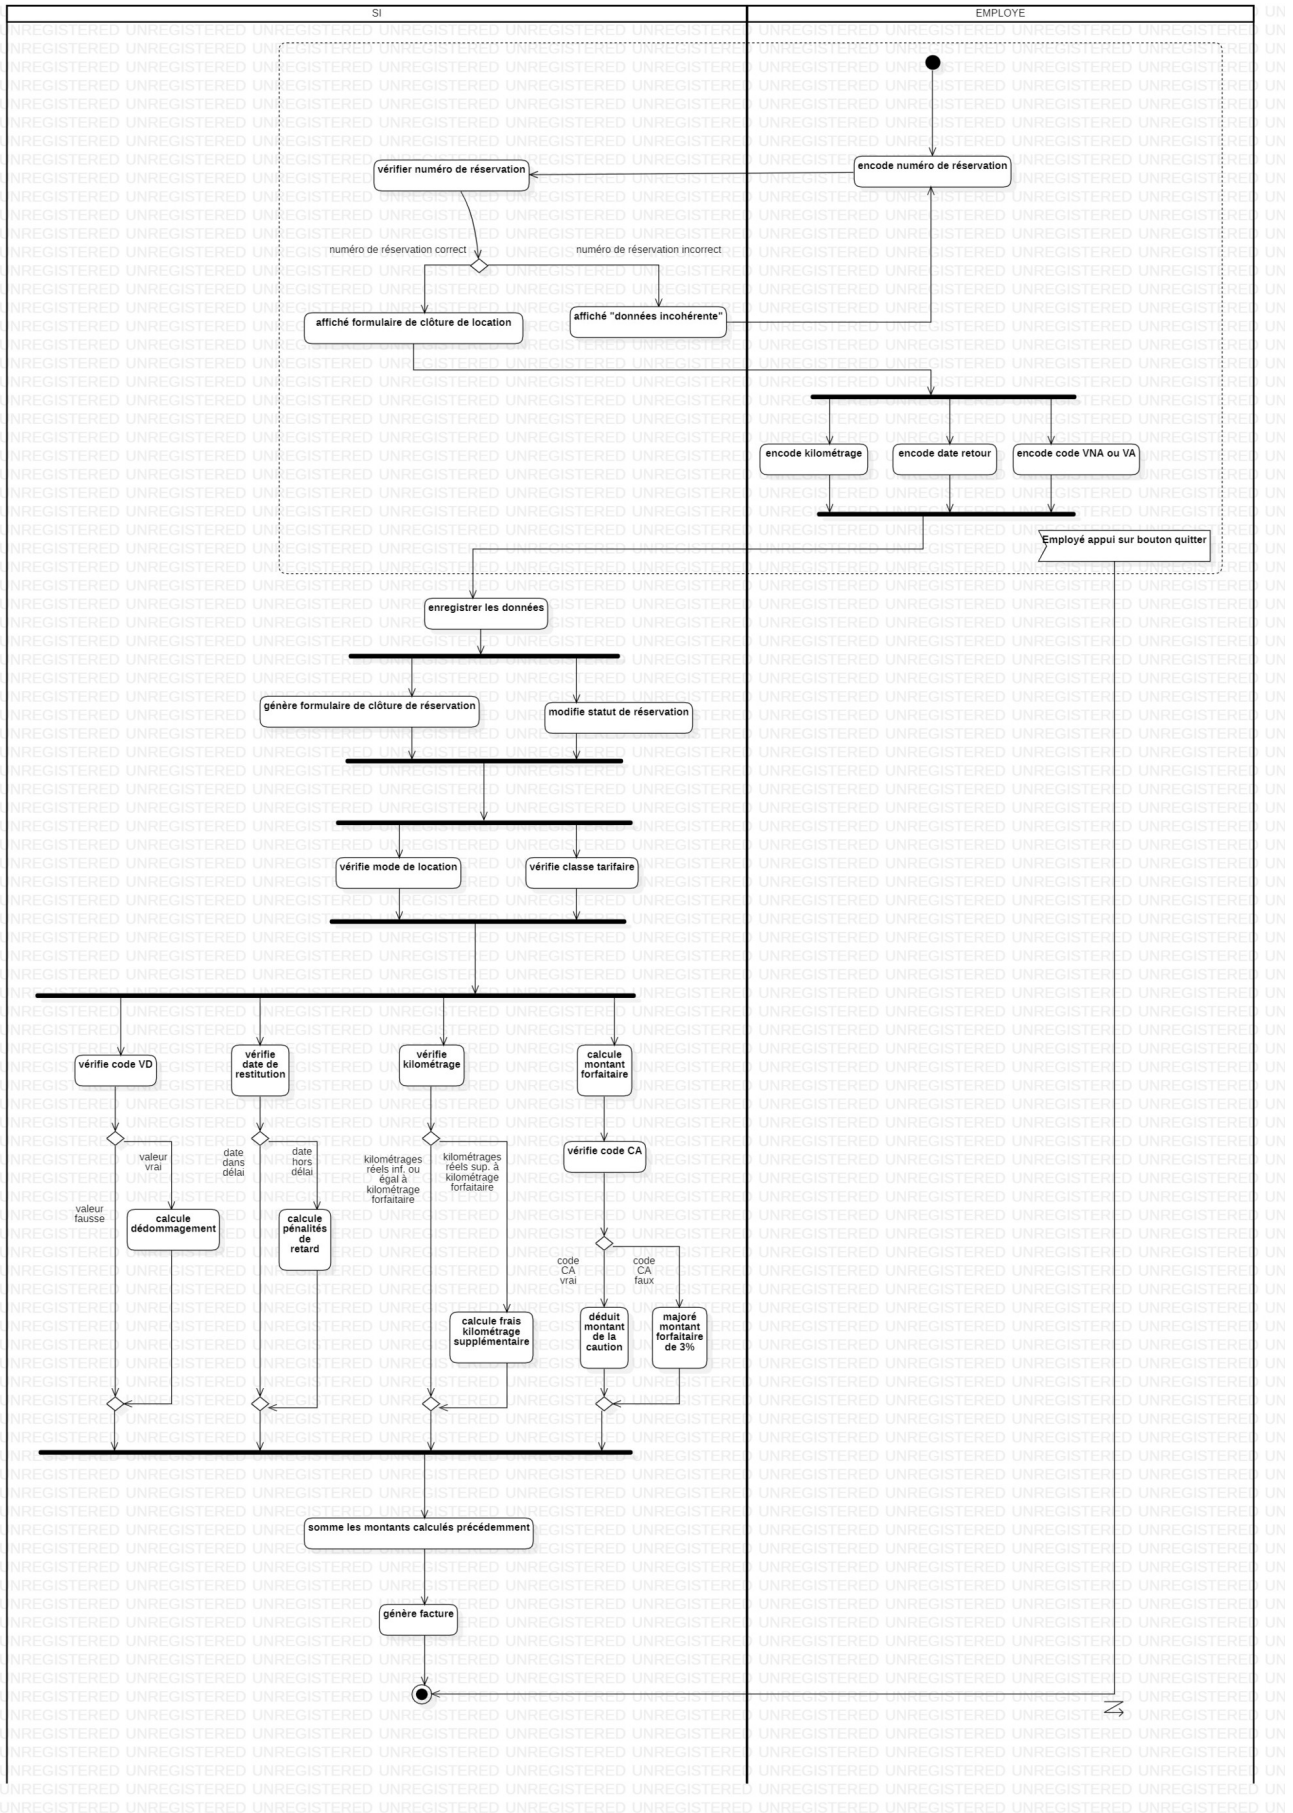 SI
EMPLOYE
encode numéro de réservation
vérifier numéro de réservation
numéro de réservation correct
numéro de réservation incorrect
affiché formulaire de clôture de location
affiché "données incohérente"
encode kilométrage
encode date retour
encode code VNA ou VA
Employé appui sur bouton quitter
enregistrer les données
génère formulaire de clôture de réservation
modifie statut de réservation
vérifie mode de location
vérifie classe tarifaire
vérifie code VD
vérifie
date de
restitution
vérifie
kilométrage
calcule
montant
forfaitaire
valeur
vrai
date
dans
délai
date
hors
délai
kilométrages
réels inf. ou
égal à
kilométrage
forfaitaire
kilométrages
réels sup. à
kilométrage
forfaitaire
vérifie code CA
valeur
fausse
calcule
dédommagement
calcule
pénalités
de
retard
code
CA
vrai
code
CA
faux
calcule frais
kilométrage
supplémentaire
déduit
montant
de la
caution
majoré
montant
forfaitaire
de 3%
somme les montants calculés précédemment
génère facture
UNREGISTERED